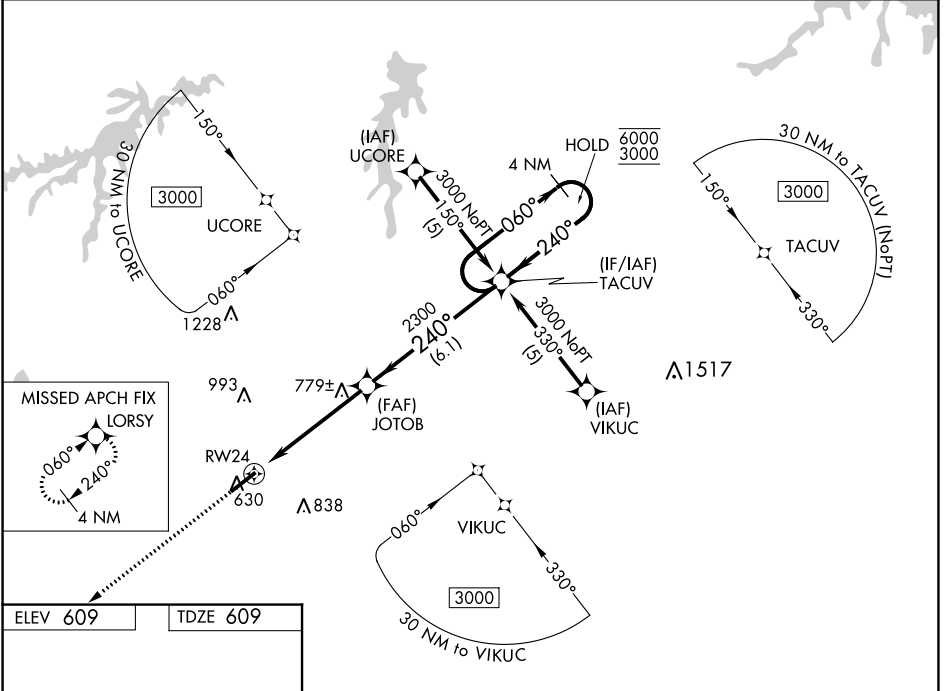 150°
30 NM to UCORE
3000
UCORE
060°
1228
(IAF)
UCORE
3000 NoPT
150°
(5)
4 NM
HOLD
6000
3000
060°
240°
(IF/IAF)
TACUV
30 NM to TACUV (NoPT)
150°
3000
TACUV
330°
2300
240°
(6.1)
3000 NoPT
330°
(5)
(IAF)
VIKUC
1517
993
779±
(FAF)
JOTOB
MISSED APCH FIX
LORSY
060°
240°
4 NM
RW24
630
838
060°
VIKUC
330°
3000
30 NM to VIKUC
ELEV 609
TDZE 609